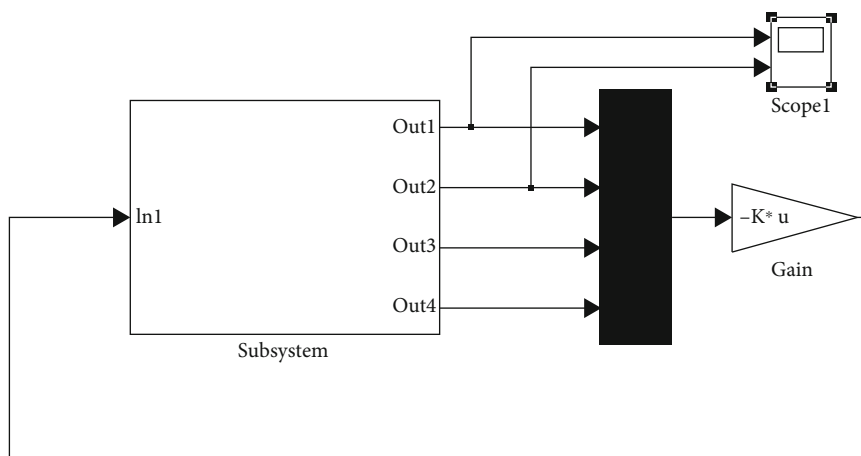 Scope1
Out1
Out2
In1
Out3
Out4
Subsystem
–K* u
Gain